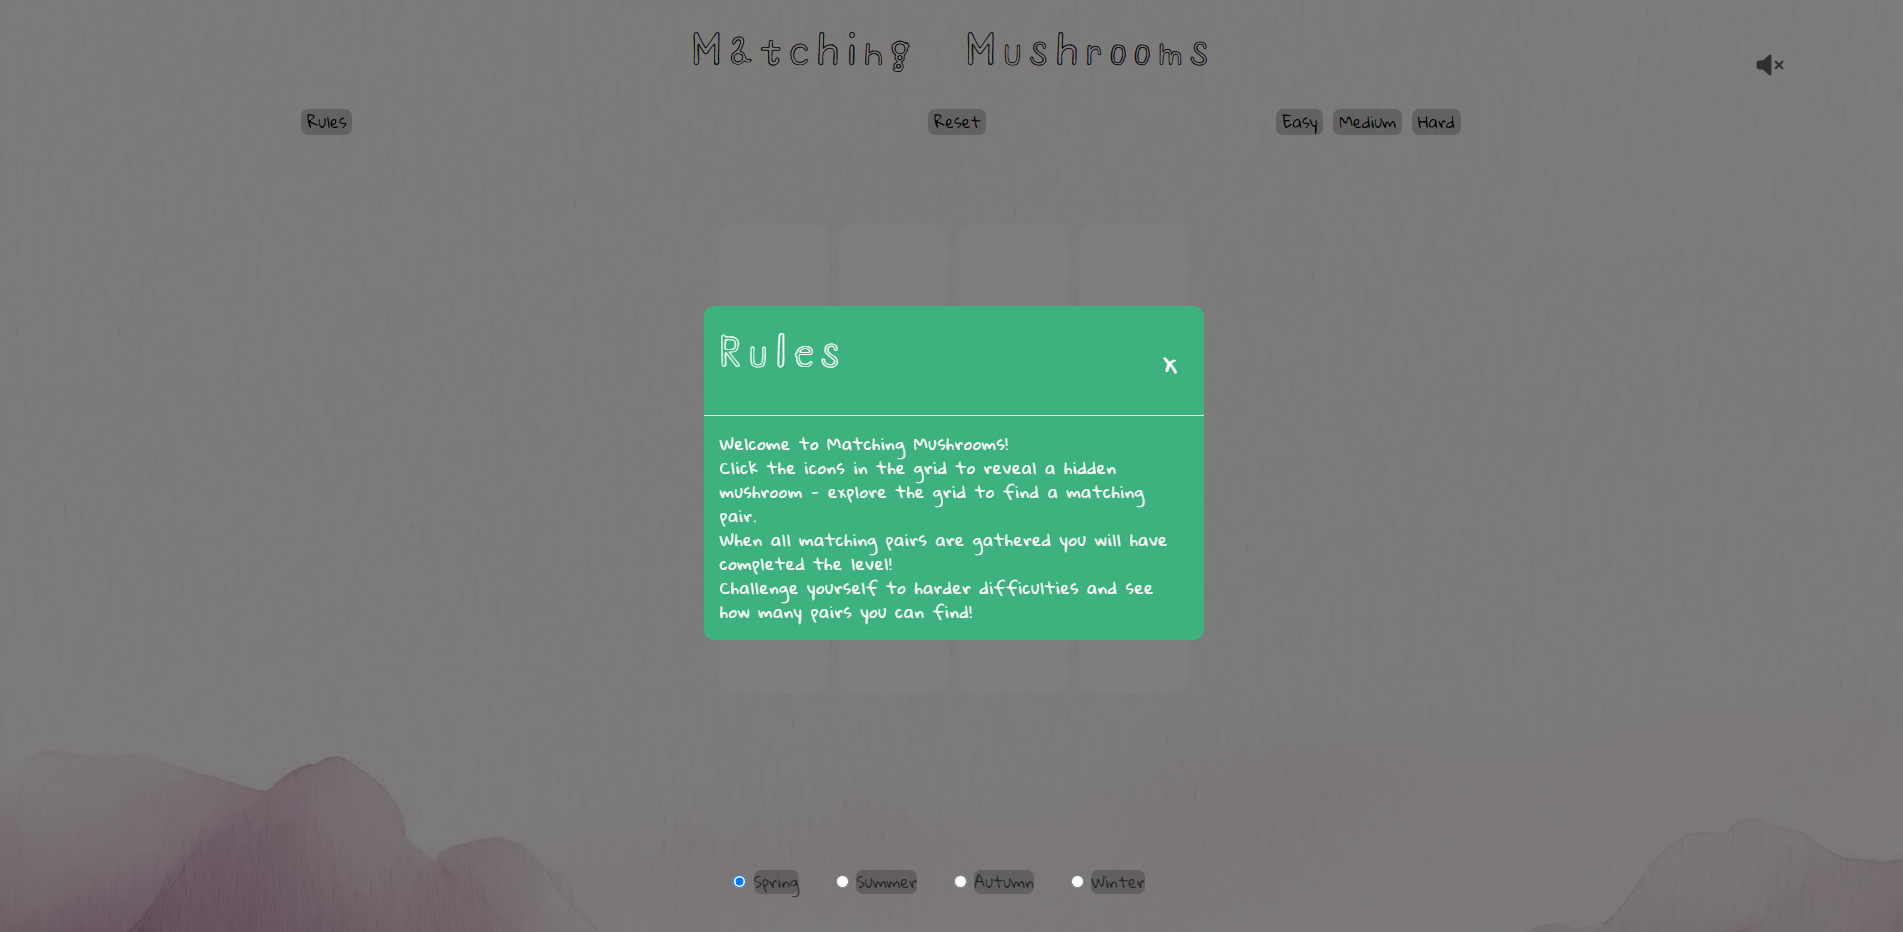 Matching Mushrooms
Rules
Reset
Easy
Medium
Hard
Rules
x
Welcome to Matching Mushrooms!
Click the icons in the grid to reveal a hidden
mushroom - explore the grid to find a matching
pair.
When all matching pairs are gathered you will have
completed the level!
Challenge yourself to harder difficulties and see
how many pairs you can find!
Spring
Summer
Autumn
Winter